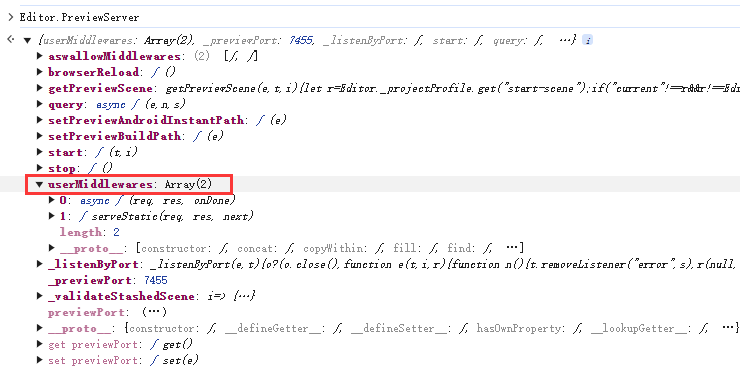 Editor.PreviewServer
{userMiddlewares: Array(2), _previewPort: 7455, _listenByPort: ƒ, start: ƒ, query: ƒ, …}
aswallowMiddlewares: (2) [ƒ, ƒ]
browserReload: ƒ ()
getPreviewScene: getPreviewScene(e,t,i){let r=Editor._projectProfile.get("start-scene");if("current"!==r&&r!==Edi
query: async ƒ (e,n,s)
setPreviewAndroidInstantPath: ƒ (e)
setPreviewBuildPath: ƒ (e)
start: ƒ (t,i)
stop: ƒ ()
userMiddlewares: Array(2)
0: async ƒ (req, res, onDone)
1: ƒ serveStatic(req, res, next)
length: 2
__proto__: [constructor: ƒ, concat: ƒ, copyWithin: ƒ, fill: ƒ, find: ƒ, …]
_listenByPort: _listenByPort(e,t){o?(o.close(),function e(t,i,r){function n(){t.removeListener("error",s),r(null,
_previewPort: 7455
_validateStashedScene: i=> {…}
previewPort: (…)
__proto__: {constructor: ƒ, __defineGetter__: ƒ, __defineSetter__: ƒ, hasOwnProperty: ƒ, __lookupGetter__: ƒ, …}
get previewPort: ƒ get()
set previewPort: ƒ set(e)